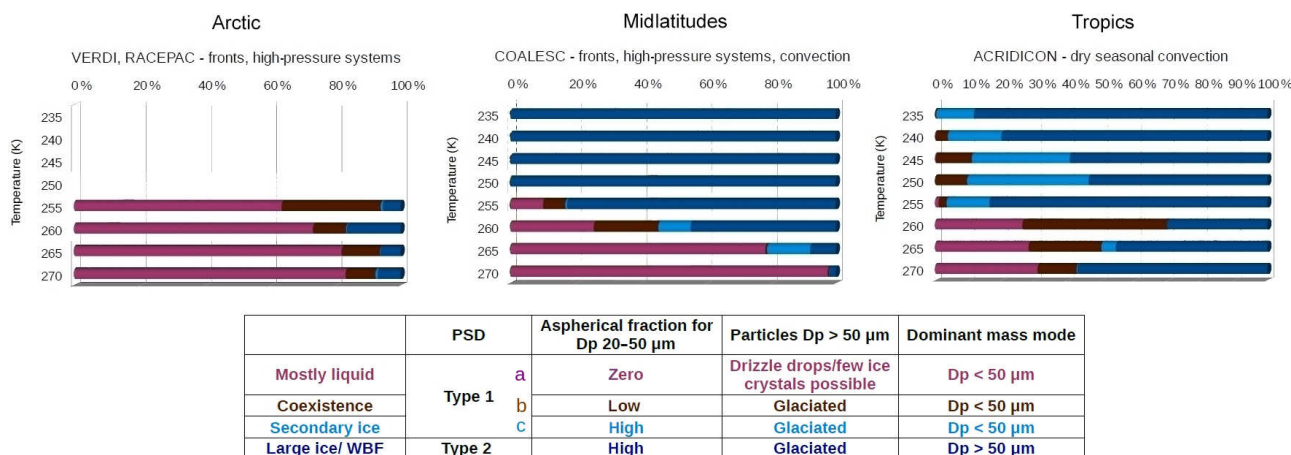 Arctic
Midlatitudes
Tropics
VERDI, RACEPAC - fronts, high-pressure systems
COALESC - fronts, high-pressure systems, convection
ACRIDICON - dry seasonal convection
0% 20% 40% 60% 80% 100%
0% 20% 40% 60% 80% 100%
0% 10% 20% 30% 40% 50% 60% 70% 80% 90% 100%
Temperature (K)
235
240
245
250
255
260
265
270
Temperature (K)
235
240
245
250
255
260
265
270
Temperature (K)
235
240
245
250
255
260
265
270
PSD
Aspherical fraction for Dp 20–50 µm
Particles Dp > 50 µm
Dominant mass mode
Mostly liquid
Type 1
a
Zero
Drizzle drops/few ice crystals possible
Dp < 50 µm
Coexistence
b
Low
Glaciated
Dp < 50 µm
Secondary ice
c
High
Glaciated
Dp < 50 µm
Large ice/ WBF
Type 2
High
Glaciated
Dp > 50 µm